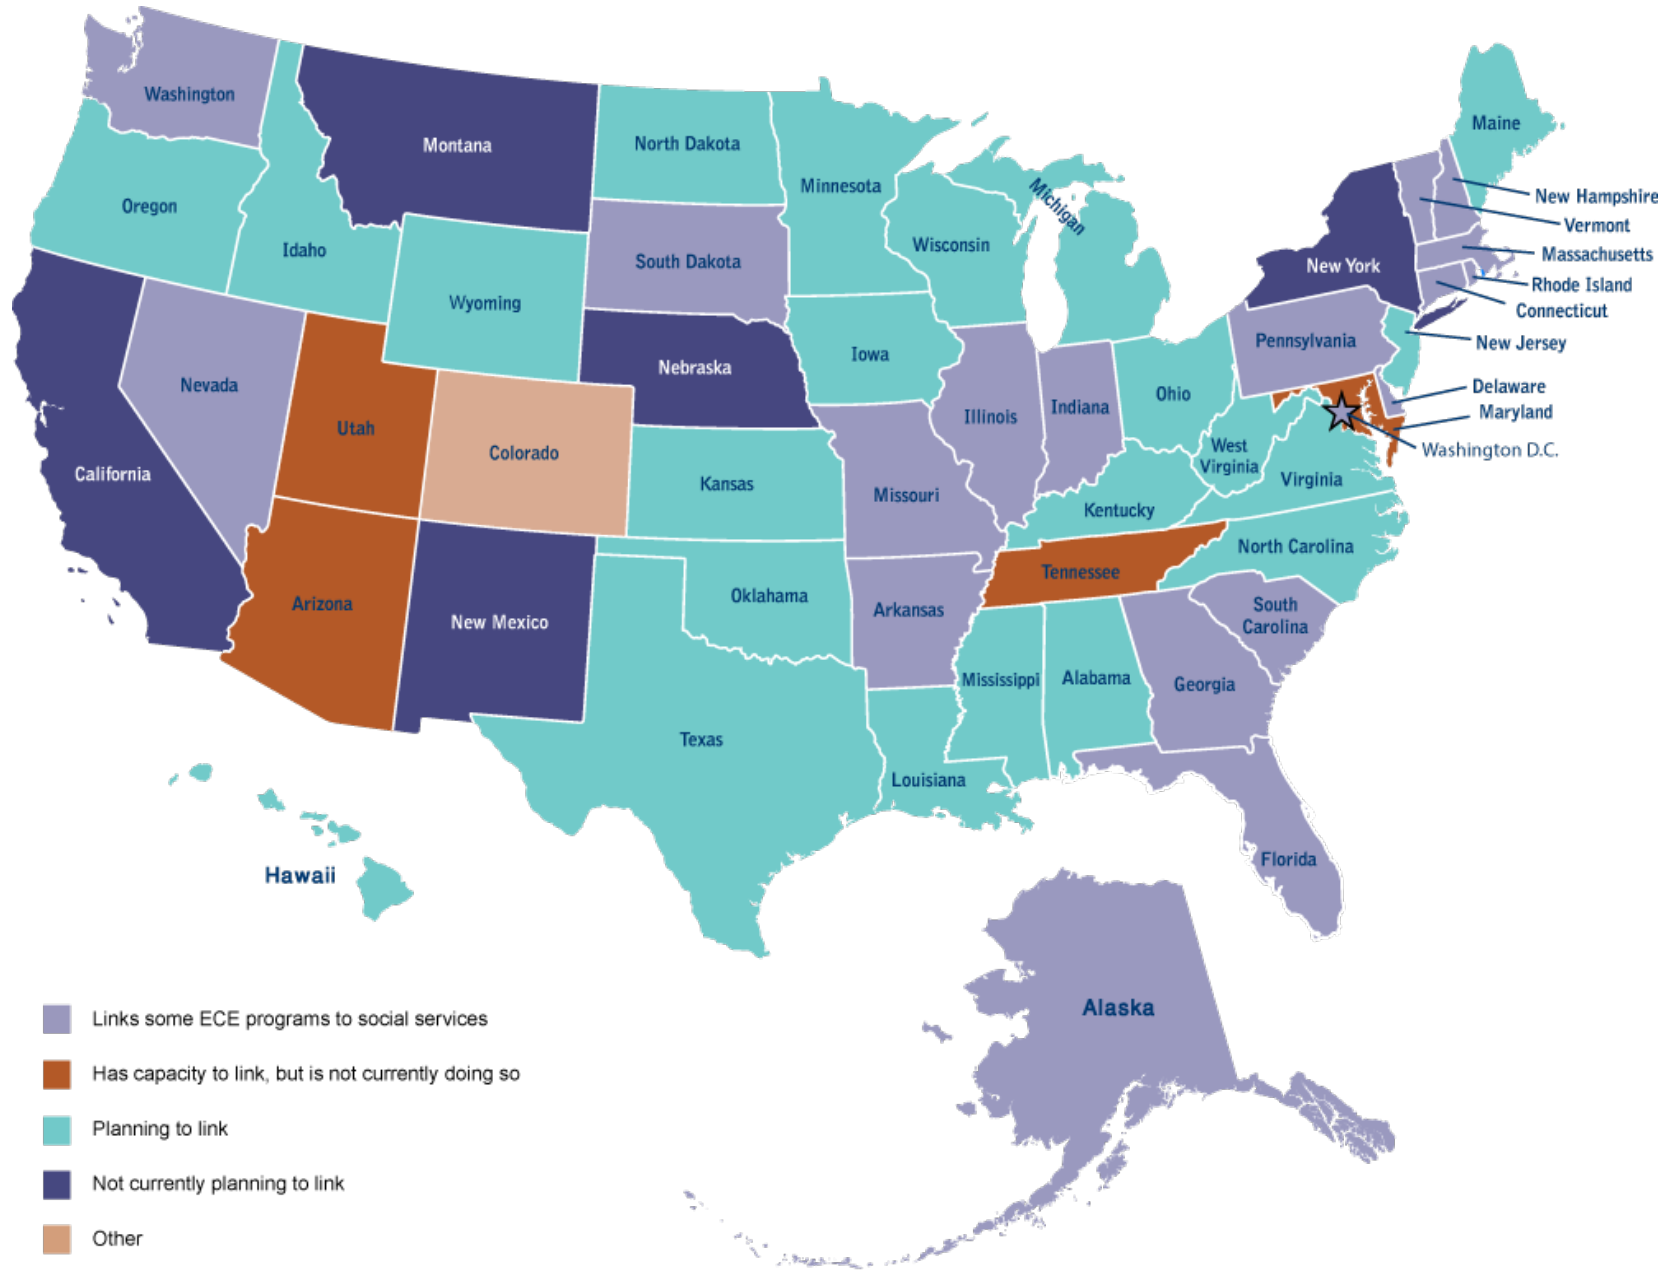 Washington
Montana
North Dakota
Minnesota
Michigan
Maine
Oregon
Idaho
Wyoming
South Dakota
Wisconsin
New York
New Hampshire
Vermont
Massachusetts
Rhode Island
Connecticut
New Jersey
Delaware
Maryland
Washington D.C.
Nevada
Utah
Colorado
Nebraska
Iowa
Illinois
Indiana
Ohio
Pennsylvania
California
Kansas
Missouri
Kentucky
West
Virginia
Virginia
Arizona
New Mexico
Oklahoma
Arkansas
Tennessee
North Carolina
South
Carolina
Texas
Louisiana
Mississippi
Alabama
Georgia
Florida
Hawaii
Alaska
Links some ECE programs to social services
Has capacity to link, but is not currently doing so
Planning to link
Not currently planning to link
Other